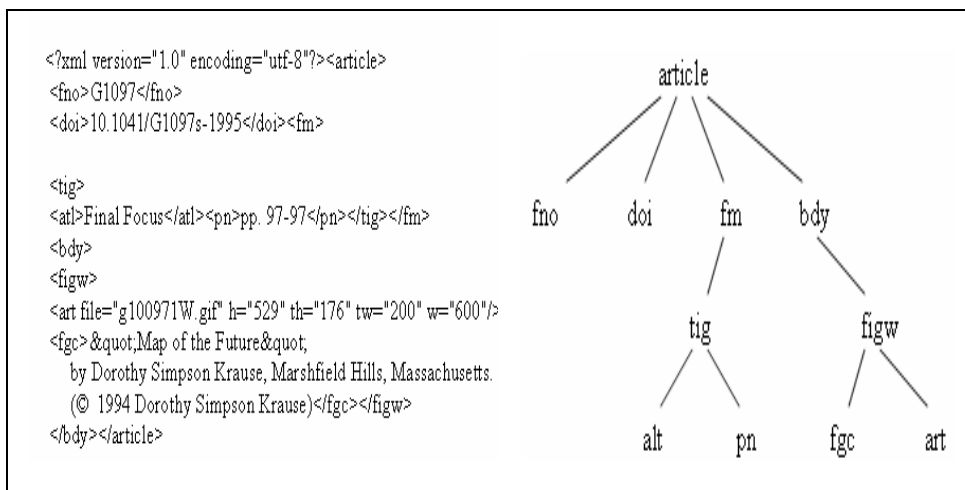 <?xml version="1.0" encoding="utf-8"?><article>
<fno>G1097</fno>
<doi>10.1041/G1097s-1995</doi><fm>
<tig>
<atl>Final Focus</atl><pn>pp. 97-97</pn></tig></fm>
<bdy>
<figw>
<art file="g100971W.gif" h="529" th="176" tw="200" w="600"/>
<fgc>&quot;Map of the Future&quot;
by Dorothy Simpson Krause, Marshfield Hills, Massachusetts.
(© 1994 Dorothy Simpson Krause)</fgc></figw>
</bdy></article>
article
fno doi fm bdy
tig figw
alt pn fgc art